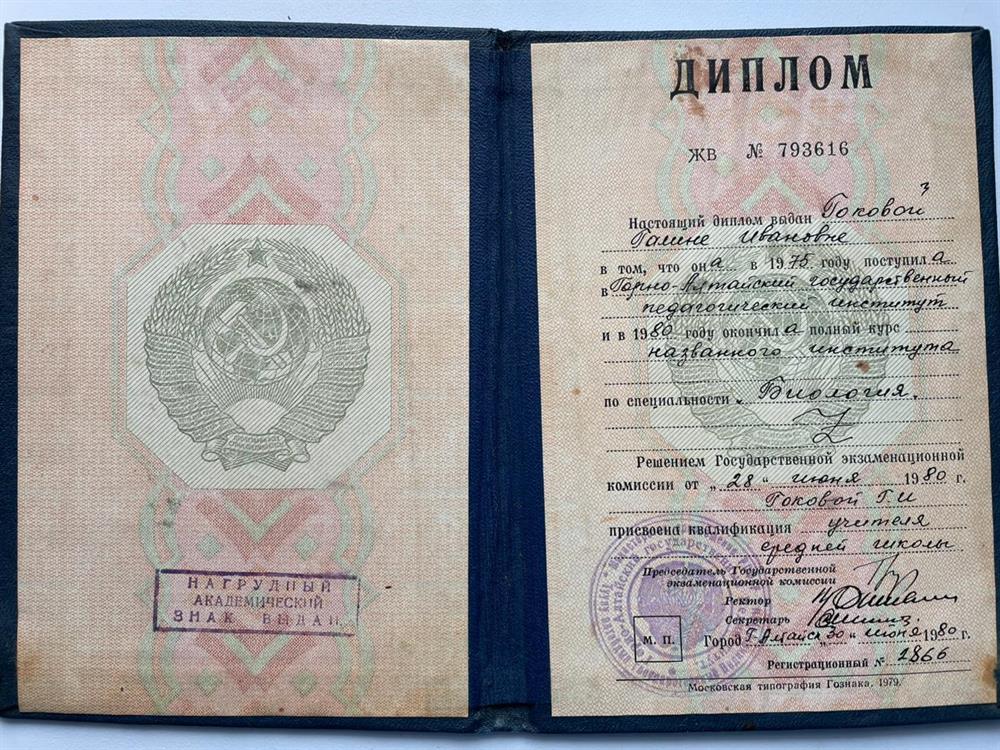 НАГРУДНЫЙ
АКАДЕМИЧЕСКИЙ
ЗНАК ВЫДАН
ДИПЛОМ
ЖВ № 793616
Настоящий диплом выдан Токовой
Галине Ивановне
в том, что она в 1975 году поступила
в Горно-Алтайский государственный
педагогический институт
и в 1980 году окончила полный курс
названного института
по специальности „Биология.
Z
Решением Государственной экзаменационной
комиссии от „28“ июня 1980 г.
Токовой Г.И
присвоена квалификация учителя
средней школы
Председатель Государственной
экзаменационной комиссии
Ректор
Секретарь
М. П.
Город Г-Алтайск 30 „ июня 1980 г.
Регистрационный № 2866
Московская типография Гознака. 1979.